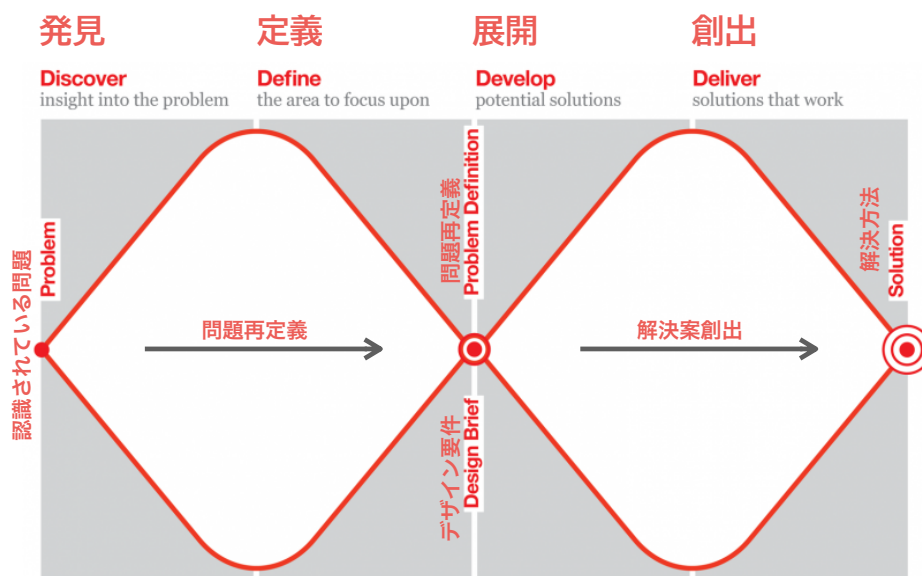 発見
定義
展開
創出
Discover
insight into the problem
Define
the area to focus upon
Develop
potential solutions
Deliver
solutions that work
認識されている問題
Problem
問題再定義
問題再定義
Problem Definition
デザイン要件
Design Brief
解決案創出
解決方法
Solution